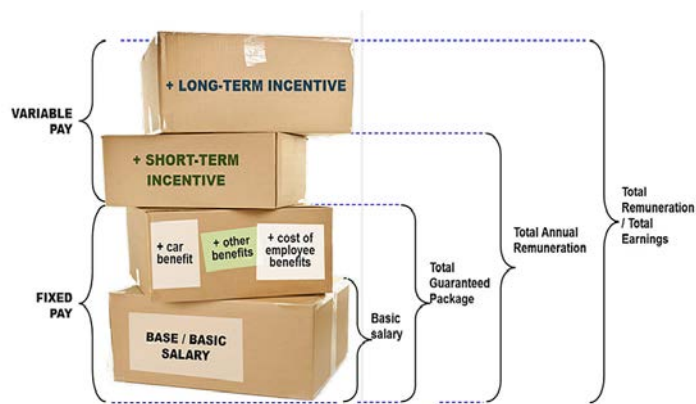 + LONG-TERM INCENTIVE
VARIABLE
PAY
+ SHORT-TERM
INCENTIVE
+ car
benefit
+ other
benefits
+ cost of
employee
benefits
FIXED
PAY
BASE / BASIC
SALARY
Basic
salary
Total
Guaranteed
Package
Total Annual
Remuneration
Total
Remuneration
/ Total
Earnings